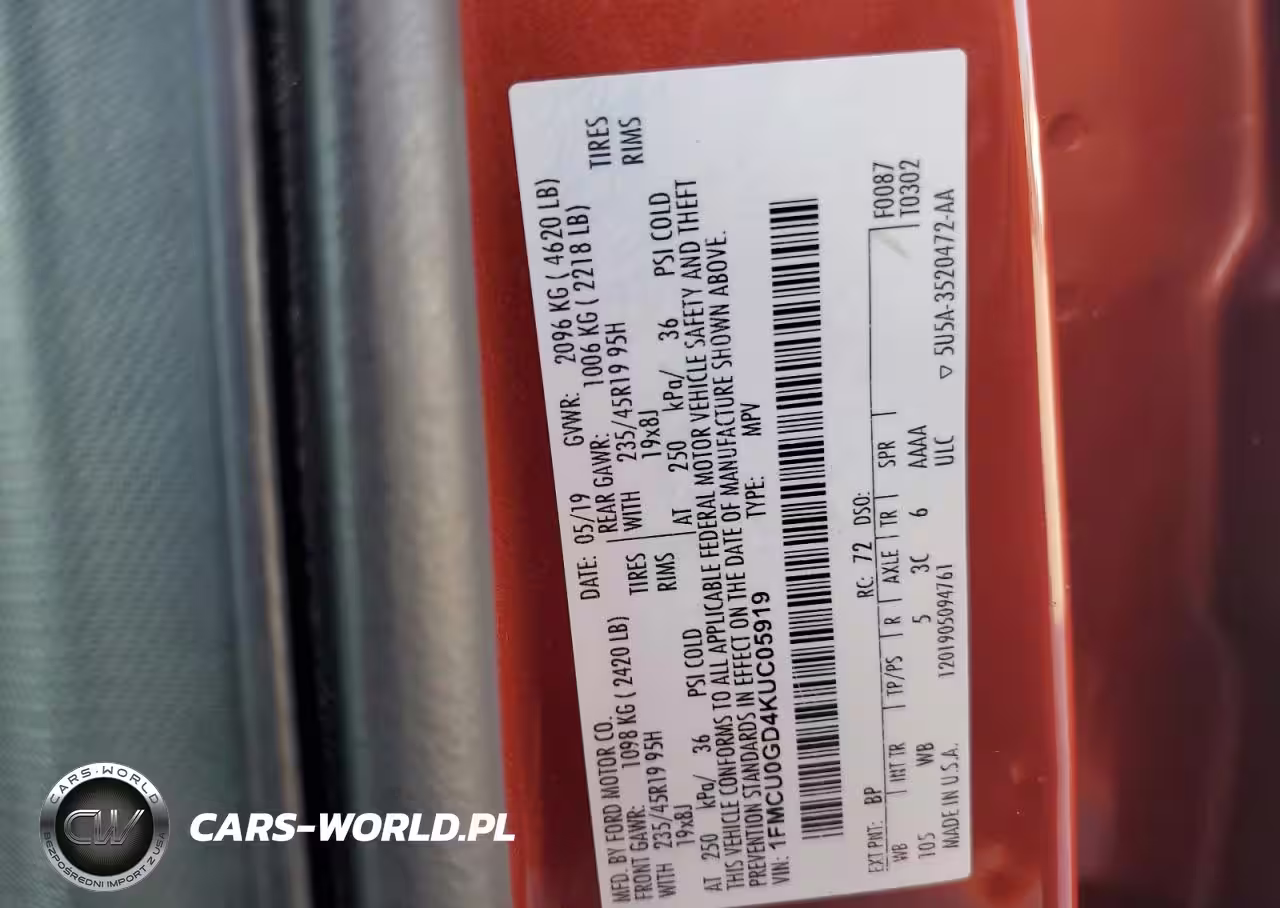 MFD. BY FORD MOTOR CO. DATE: 05/19 GVWR: 2096 KG ( 4620 LB)
FRONT GAWR: 1098 KG ( 2420 LB) REAR GAWR: 1006 KG ( 2218 LB)
WITH 235/45R19 95H TIRES WITH 235/45R19 95H TIRES
19x8J RIMS 19x8J RIMS
AT 250 kPa/ 36 PSI COLD AT 250 kPa/ 36 PSI COLD
THIS VEHICLE CONFORMS TO ALL APPLICABLE FEDERAL MOTOR VEHICLE SAFETY AND THEFT
PREVENTION STANDARDS IN EFFECT ON THE DATE OF MANUFACTURE SHOWN ABOVE.
VIN: 1FMCU0GD4KUC05919 TYPE: MPV
EXT PNT: BP RC: 72 DSO: F0087
WB INT TR TP/PS R AXLE TR SPR T0302
105 WB 5 3C 6 AAAA
MADE IN U.S.A. 1201905094761 ULC ▽ 5U5A-3520472-AA
CARS-WORLD
CW
BEZPOŚREDNI IMPORT Z USA
CARS-WORLD.PL